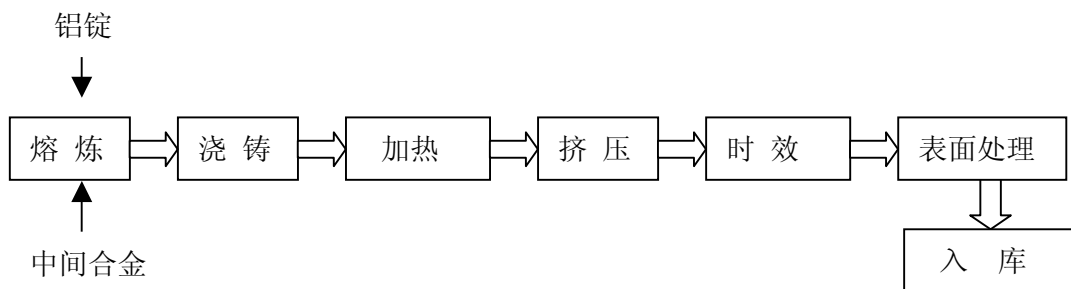 铝锭
熔 炼
浇 铸
加热
挤 压
时 效
表面处理
中间合金
入 库